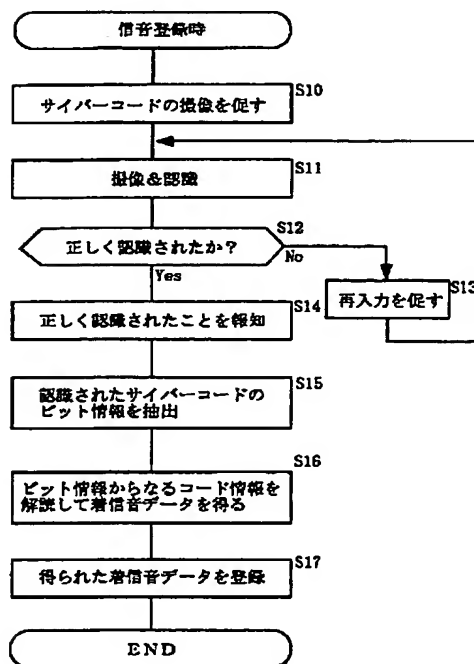 信音登録時
サイバーコードの撮像を促す
S10
撮像&認識
S11
正しく認識されたか?
S12
No
Yes
再入力を促す
S13
正しく認識されたことを報知
S14
認識されたサイバーコードの
ビット情報を抽出
S15
ビット情報からなるコード情報を
解読して着信音データを得る
S16
得られた着信音データを登録
S17
END